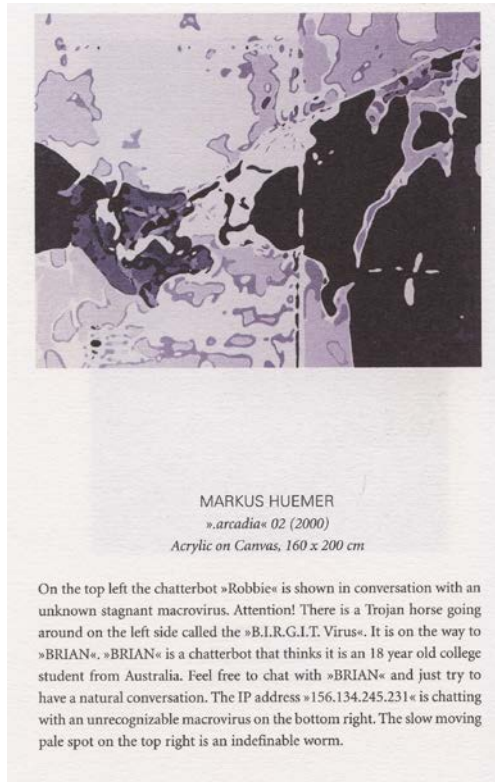 MARKUS HUEMER
».arcadia« 02 (2000)
Acrylic on Canvas, 160 x 200 cm
On the top left the chatterbot »Robbie« is shown in conversation with an
unknown stagnant macrovirus. Attention! There is a Trojan horse going
around on the left side called the »B.I.R.G.I.T. Virus«. It is on the way to
»BRIAN«. »BRIAN« is a chatterbot that thinks it is an 18 year old college
student from Australia. Feel free to chat with »BRIAN« and just try to
have a natural conversation. The IP address »156.134.245.231« is chatting
with an unrecognizable macrovirus on the bottom right. The slow moving
pale spot on the top right is an indefinable worm.